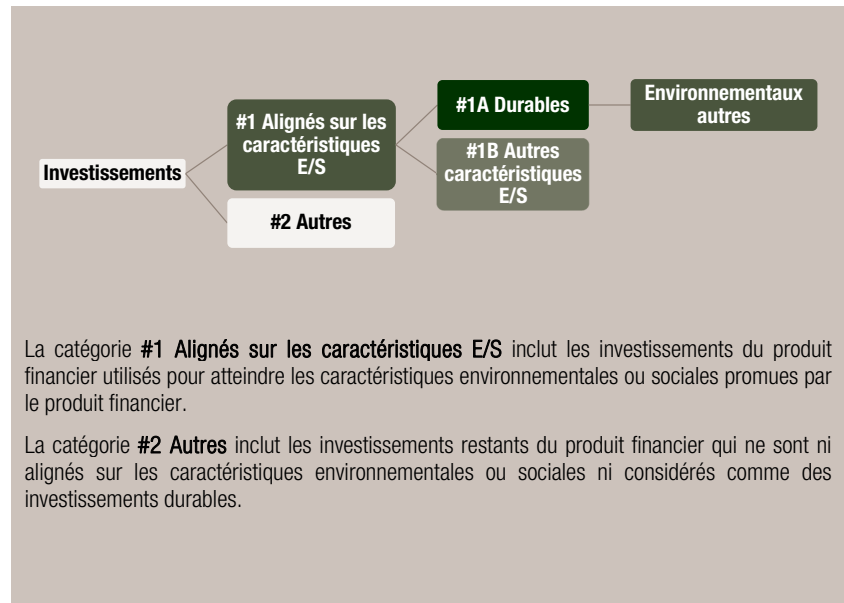 #1A Durables
Environnementaux
autres
#1 Alignés sur les
caractéristiques
E/S
#1B Autres
caractéristiques
E/S
Investissements
#2 Autres
La catégorie #1 Alignés sur les caractéristiques E/S inclut les investissements du produit
financier utilisés pour atteindre les caractéristiques environnementales ou sociales promues par
le produit financier.
La catégorie #2 Autres inclut les investissements restants du produit financier qui ne sont ni
alignés sur les caractéristiques environnementales ou sociales ni considérés comme des
investissements durables.